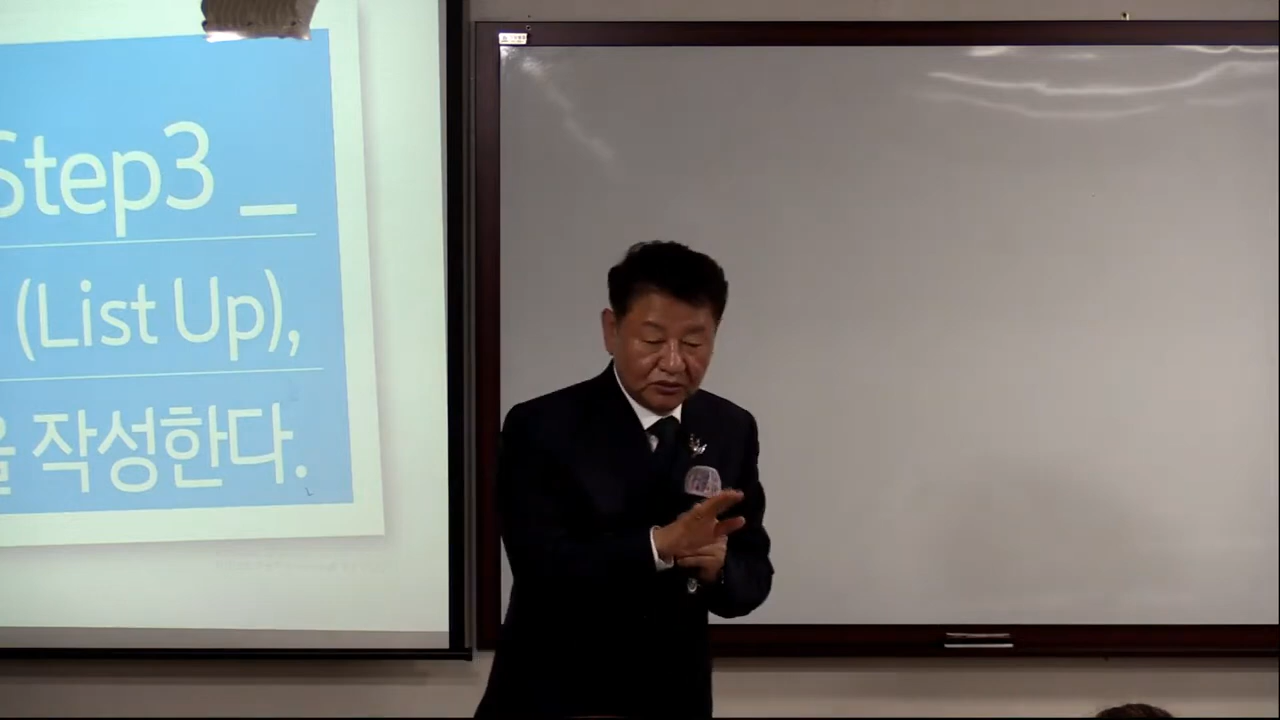 Step3 _
(List Up),
을 작성한다.